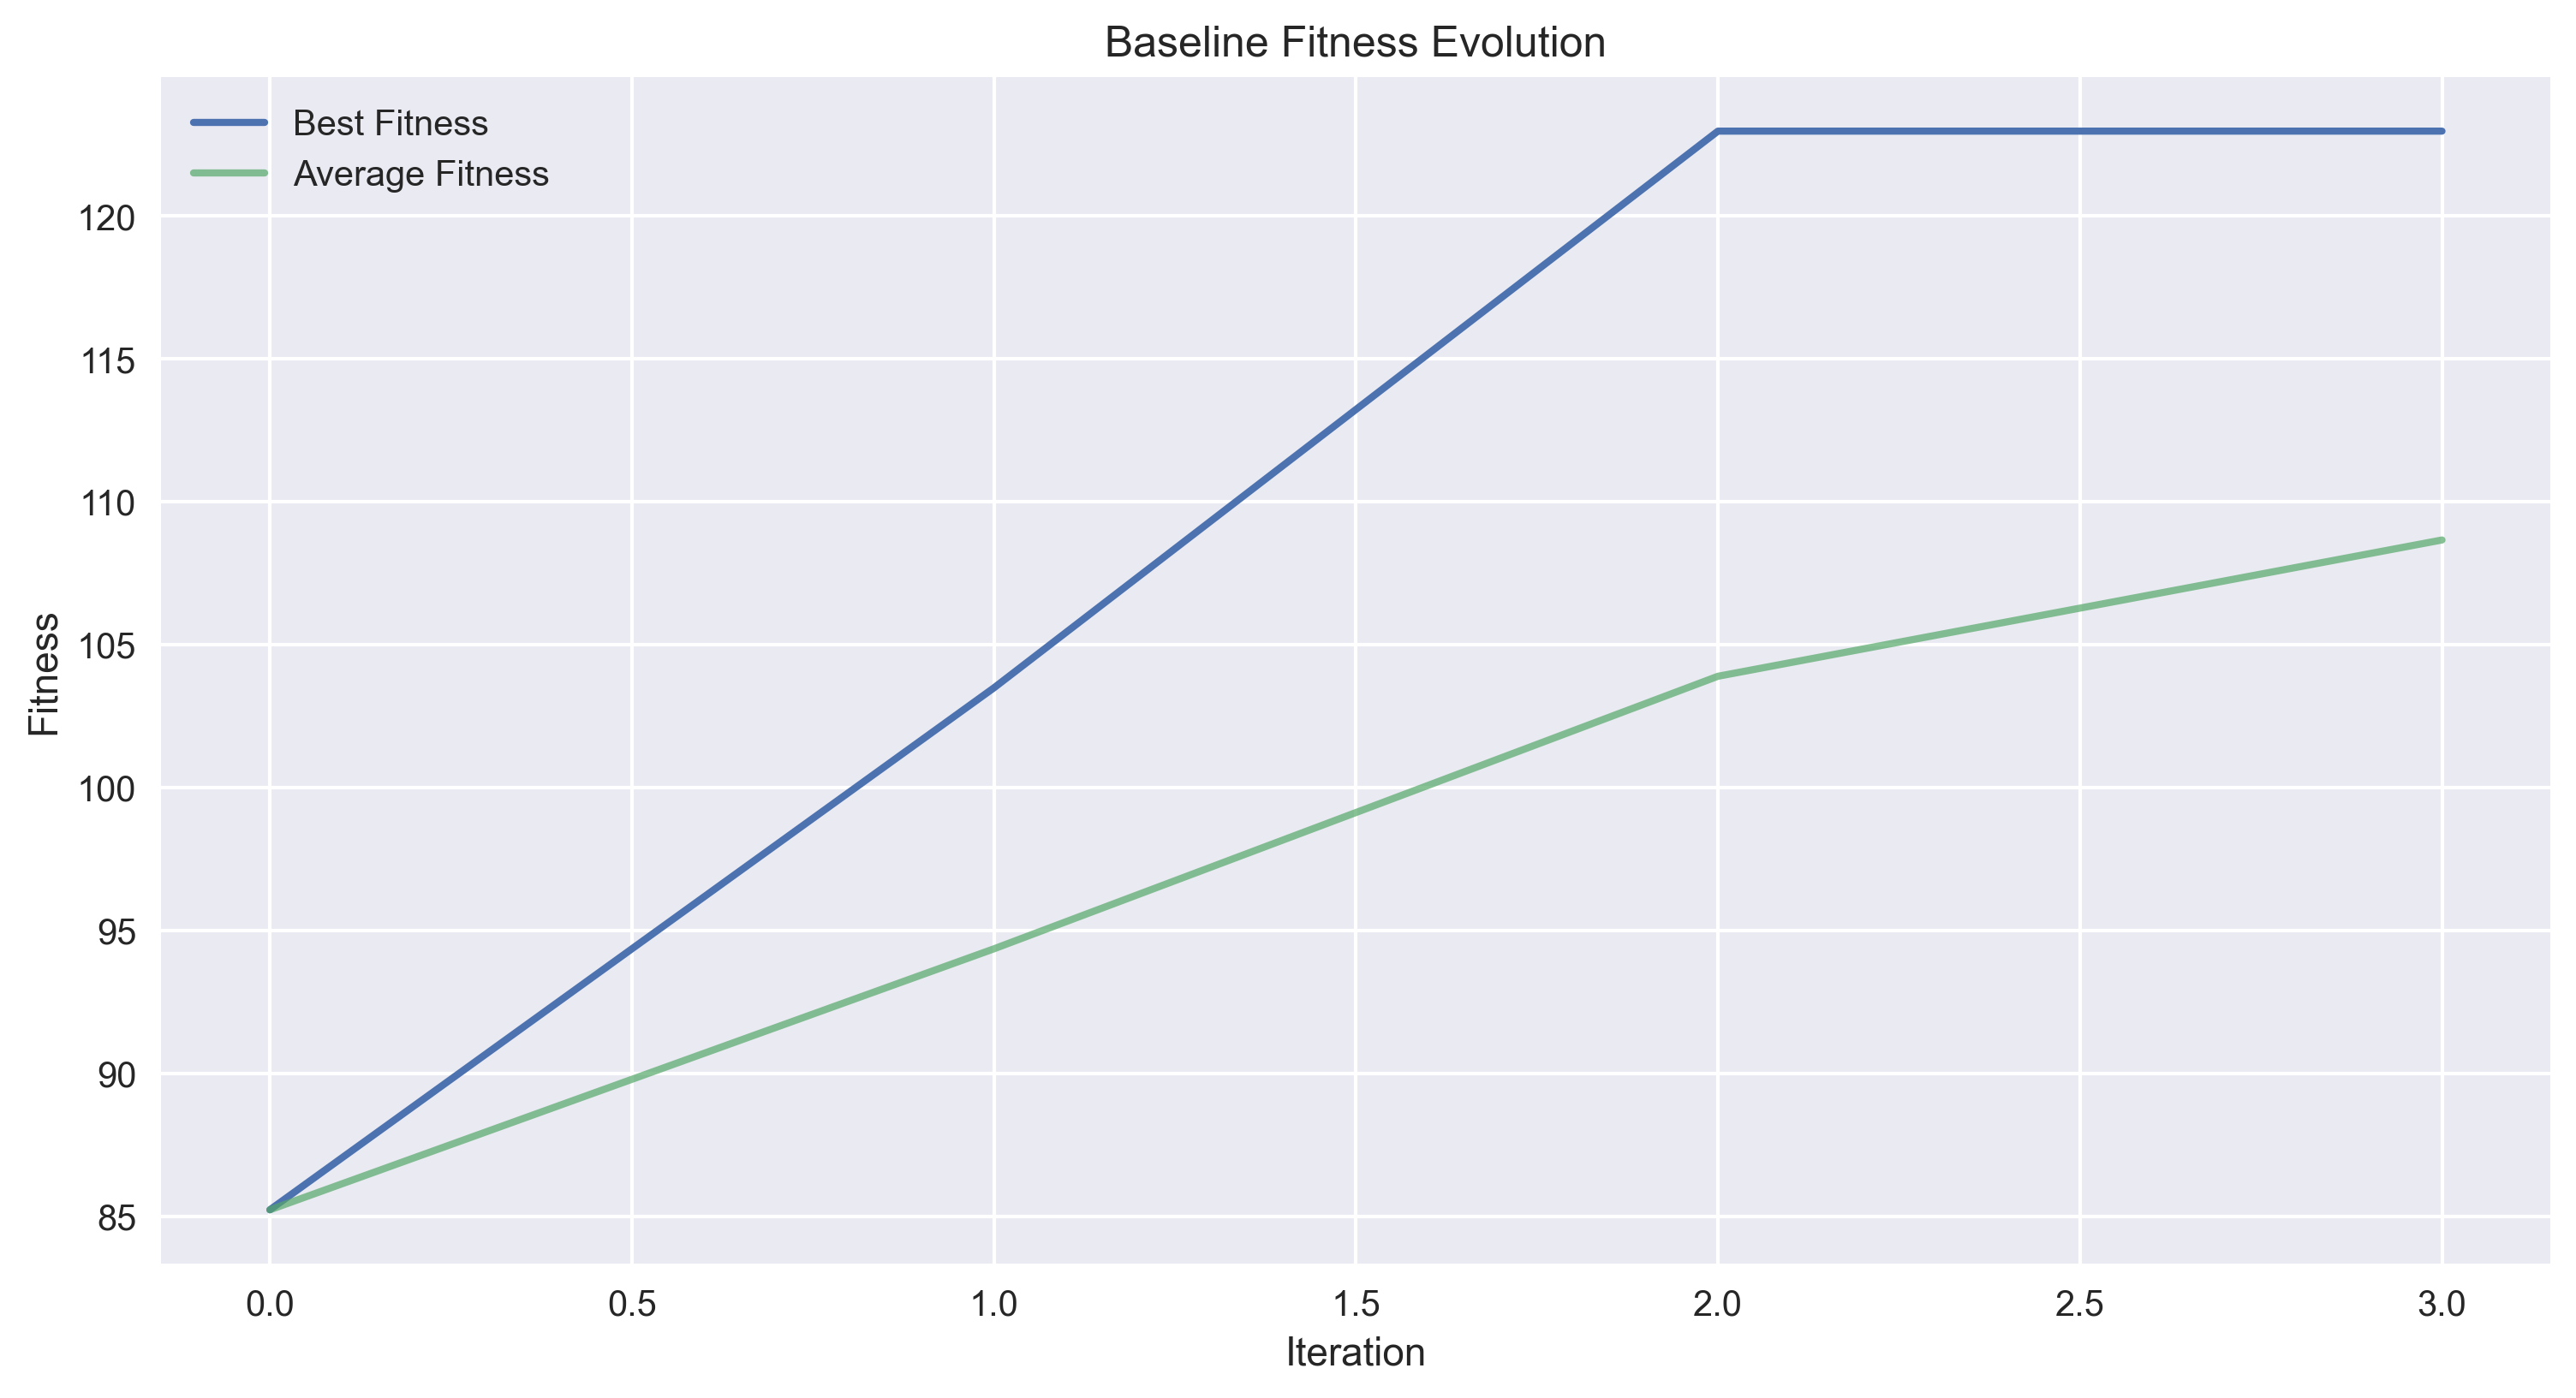 Baseline Fitness Evolution
Best Fitness
Average Fitness
120
115
110
105
100
95
90
85
Fitness
0.0 0.5 1.0 1.5 2.0 2.5 3.0
Iteration